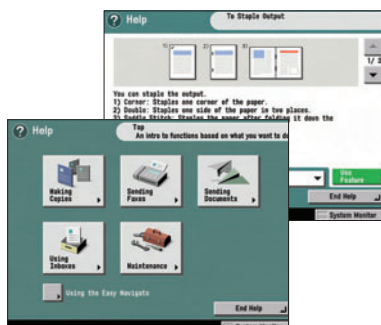 ? Help
To Staple Output
1) 2) 3)
1/ 3
You can staple the output.
1) Corner: Staples one corner of the paper.
2) Double: Staples one side of the paper in two places.
3) Saddle Stitch: Staples the paper after folding it down the
Use
Feature
End Help
System Monitor
? Help
Top
An intro to functions based on what you want to do
Making
Copies
Sending
Faxes
Sending
Documents
Using
Inboxes
Maintenance
Using the Easy Navigate
End Help